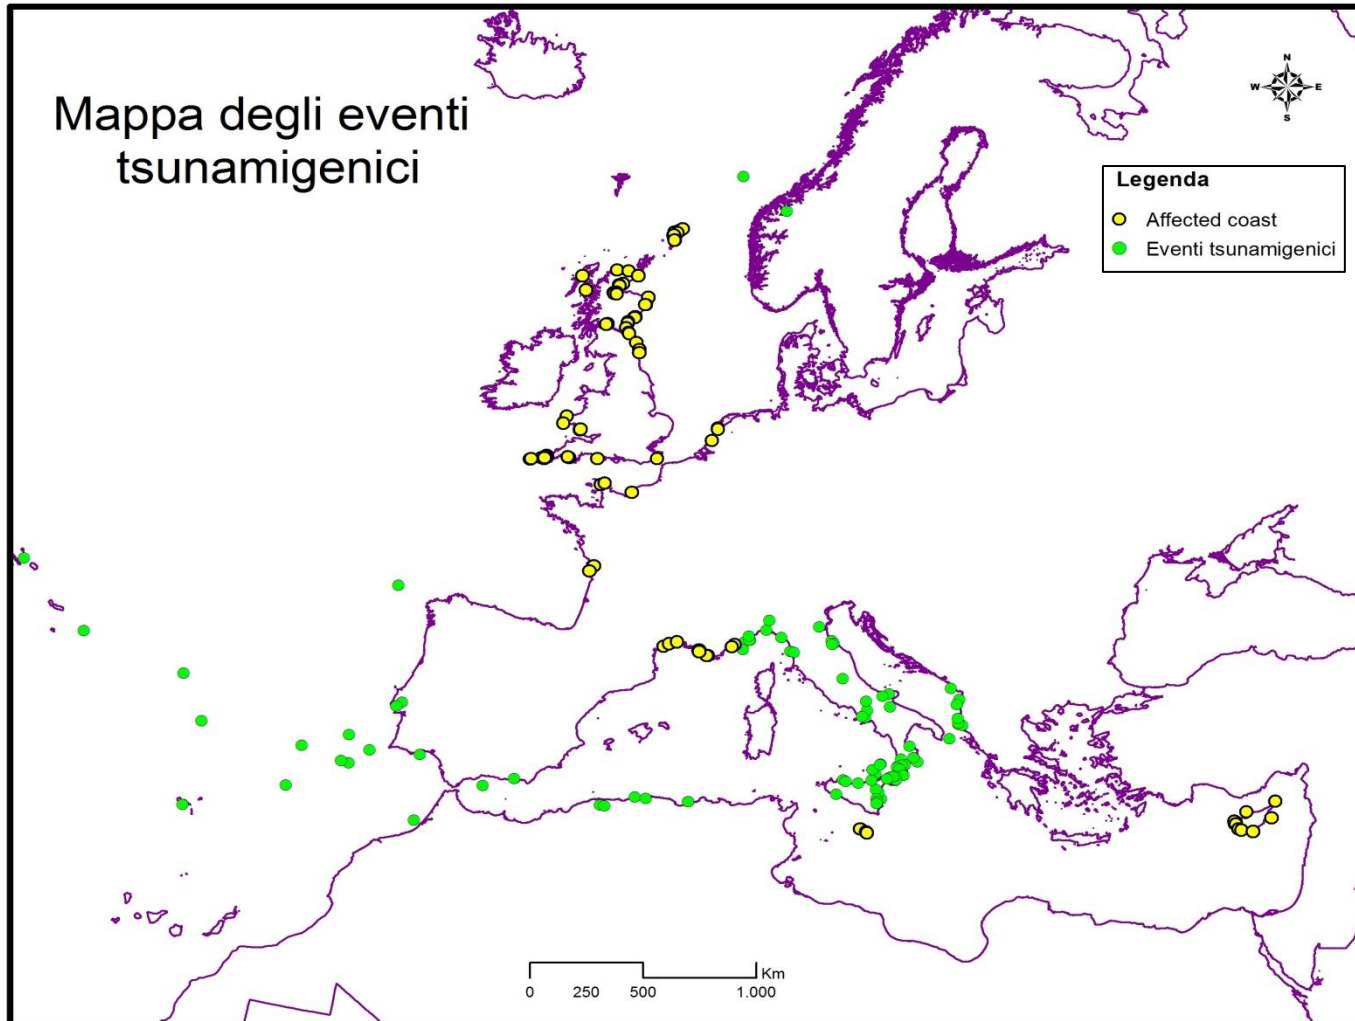 Mappa degli eventi
tsunamigenici
N
W E
S
Legenda
Affected coast
Eventi tsunamigenici
Km
0 250 500 1.000